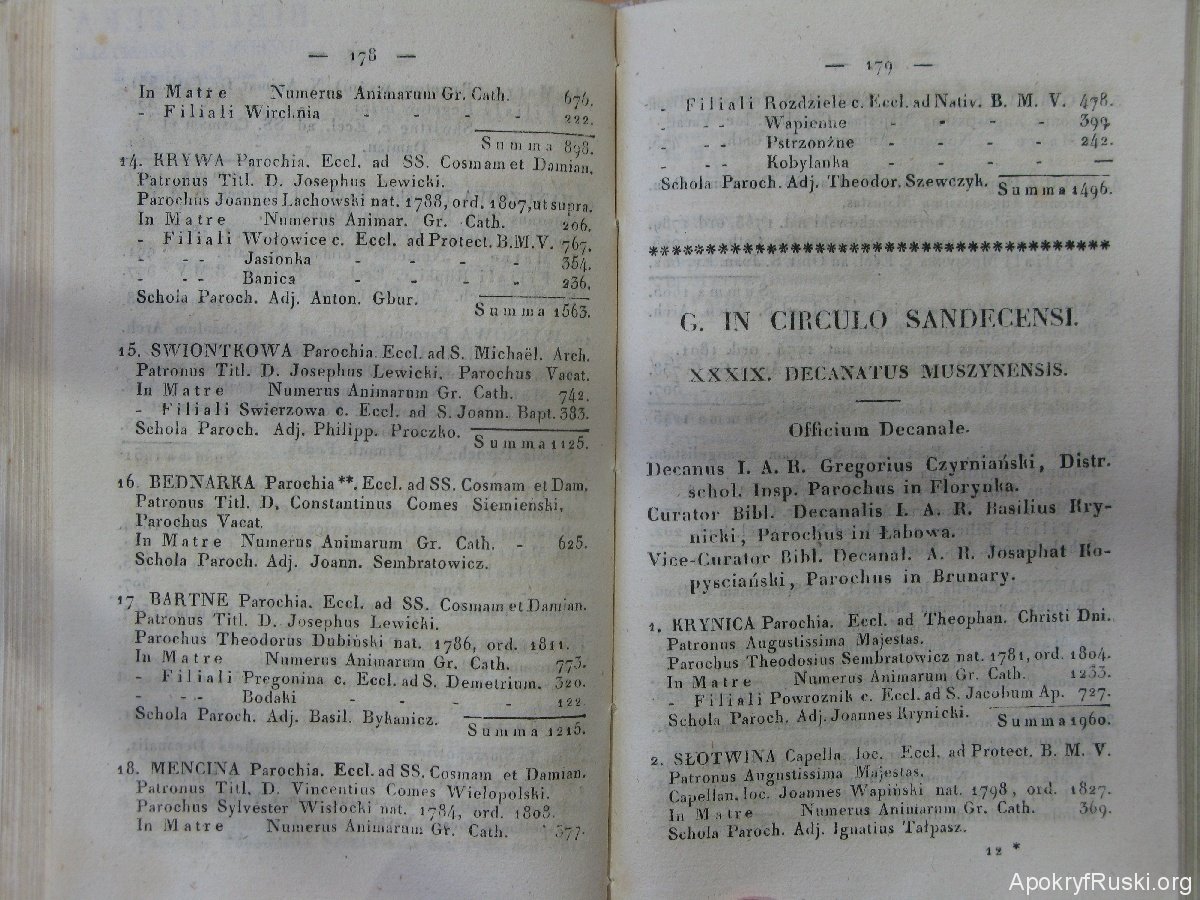 — 178 —
In Matre Numerus Animarum Gr. Cath. 676.
- Filiali Wirchnia - - - - 222.
Summa 898.
14. KRYWA Parochia. Eccl. ad SS. Cosmam et Damian.
Patronus Titl. D. Josephus Lewicki.
Parochus Joannes Lachowski nat. 1788, ord. 1807, ut supra.
In Matre Numerus Animar. Gr. Cath. 206.
- Filiali Wołowice c. Eccl. ad Protect. B. M. V. 767.
- - - Jasionka - - - - 354.
- - - Banica - - - - 236.
Schola Paroch. Adj. Anton. Gbur.
Summa 1563.
15. SWIONTKOWA Parochia. Eccl. ad S. Michaël. Arch.
Patronus Titl. D. Josephus Lewicki. Parochus Vacat.
In Matre Numerus Animarum Gr. Cath. 742.
- Filiali Swierzowa c. Eccl. ad S. Joann. Bapt. 383.
Schola Paroch. Adj. Philipp. Proczko.
Summa 1125.
16. BEDNARKA Parochia**. Eccl. ad SS. Cosmam et Dam.
Patronus Titl. D. Constantinus Comes Siemieński,
Parochus Vacat.
In Matre Numerus Animarum Gr. Cath. - 625.
Schola Paroch. Adj. Joann. Sembratowicz.
17 BARTNE Parochia. Eccl. ad SS. Cosmam et Damian.
Patronus Titl. D. Josephus Lewicki.
Parochus Theodorus Dubiński nat. 1786, ord. 1811.
In Matre Numerus Animarum Gr. Cath. 773.
- Filiali Pregonina c. Eccl. ad S. Demetrium. 320.
- - - Bodaki - - - - 122.
Schola Paroch. Adj. Basil. Bykanicz.
Summa 1215.
18. MENCINA Parochia. Eccl. ad SS. Cosmam et Damian.
Patronus Titl. D. Vincentius Comes Wielopolski.
Parochus Sylvester Wisłocki nat. 1784, ord. 1808.
In Matre Numerus Animarum Gr. Cath. 377.
— 179 —
- Filiali Rozdziele c. Eccl. ad Nativ. B. M. V. 478.
- - - Wapienne - - - - 399.
- - - Pstrzonźne - - - - 242.
- - - Kobylanka - - - - —
Schola Paroch. Adj. Theodor. Szewczyk.
Summa 1496.
****************************************
G. IN CIRCULO SANDECENSI.
XXXIX. DECANATUS MUSZYNENSIS.
Officium Decanale.
Decanus I. A. R. Gregorius Czyrniański, Distr.
schol. Insp. Parochus in Florynka.
Curator Bibl. Decanalis I. A. R. Basilius Kry-
nicki, Parochus in Łabowa.
Vice-Curator Bibl. Decanal. A. R. Josaphat Ko-
pysciański, Parochus in Brunary.
1. KRYNICA Parochia. Eccl. ad Theophan. Christi Dni.
Patronus Augustissima Majestas.
Parochus Theodosius Sembratowicz nat. 1781, ord. 1804.
In Matre Numerus Animarum Gr. Cath. 1233.
- Filiali Powroznik c. Eccl. ad S. Jacobum Ap. 727.
Schola Paroch. Adj. Joannes Krynicki.
Summa 1960.
2. SŁOTWINA Capella loc. Eccl. ad Protect. B. M. V.
Patronus Augustissima Majestas.
Capellan. loc. Joannes Wapiński nat. 1798, ord. 1827.
In Matre Numerus Animarum Gr. Cath. 369.
Schola Paroch. Adj. Ignatius Tałpasz.
12 *
ApokryfRuski.org